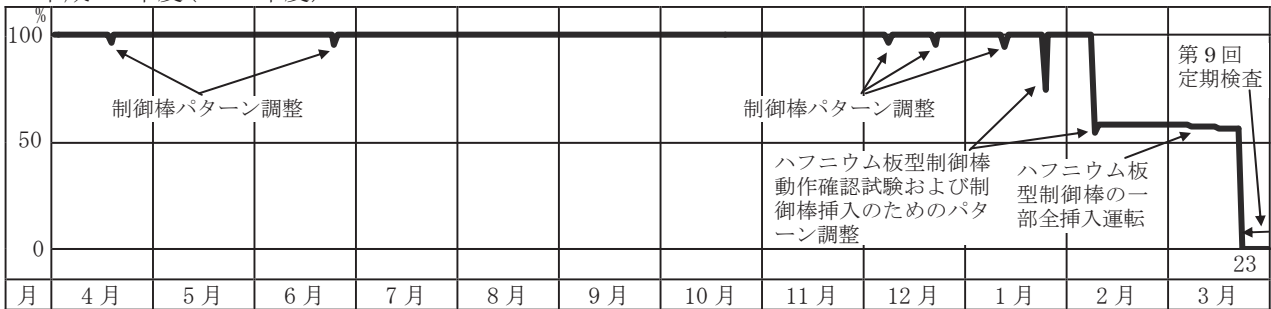 %
100
50
0
制御棒パターン調整
制御棒パターン調整
ハフニウム板型制御棒
動作確認試験および制
御棒挿入のためのパタ
ーン調整
ハフニウム板
型制御棒の一
部全挿入運転
第9回
定期検査
23
月 4月 5月 6月 7月 8月 9月 10月 11月 12月 1月 2月 3月